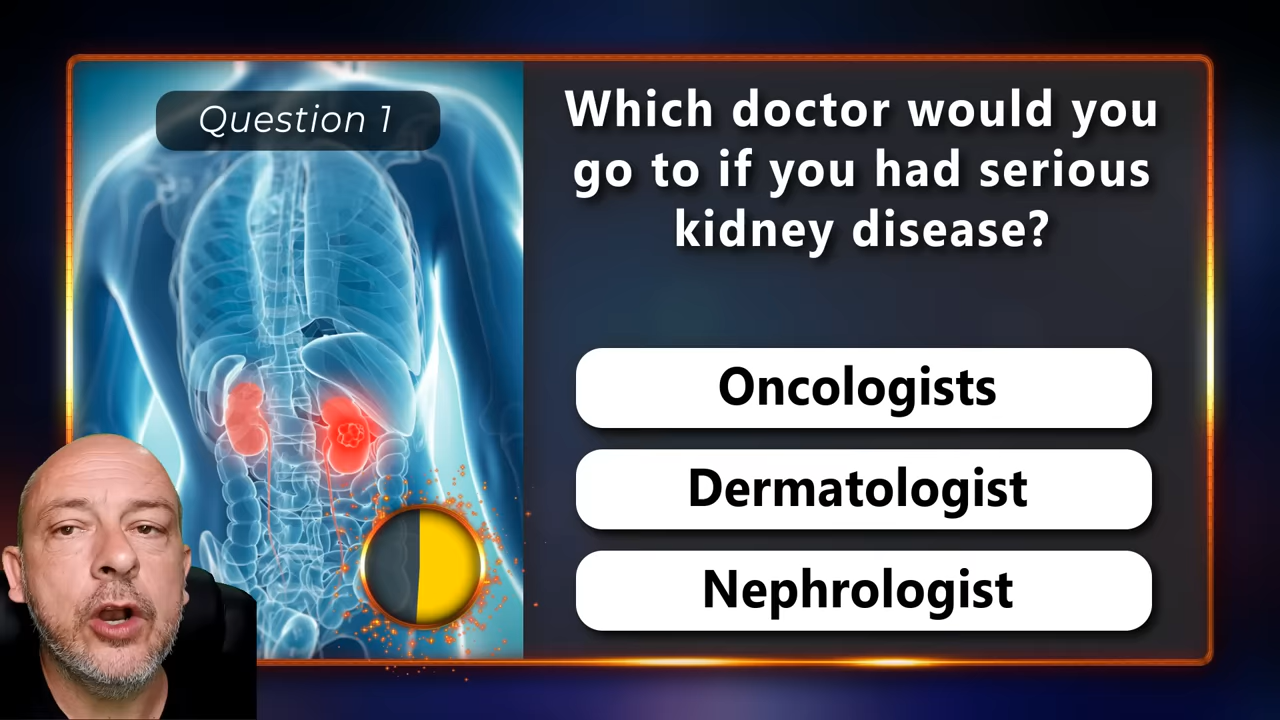 Question 1
Which doctor would you
go to if you had serious
kidney disease?
Oncologists
Dermatologist
Nephrologist